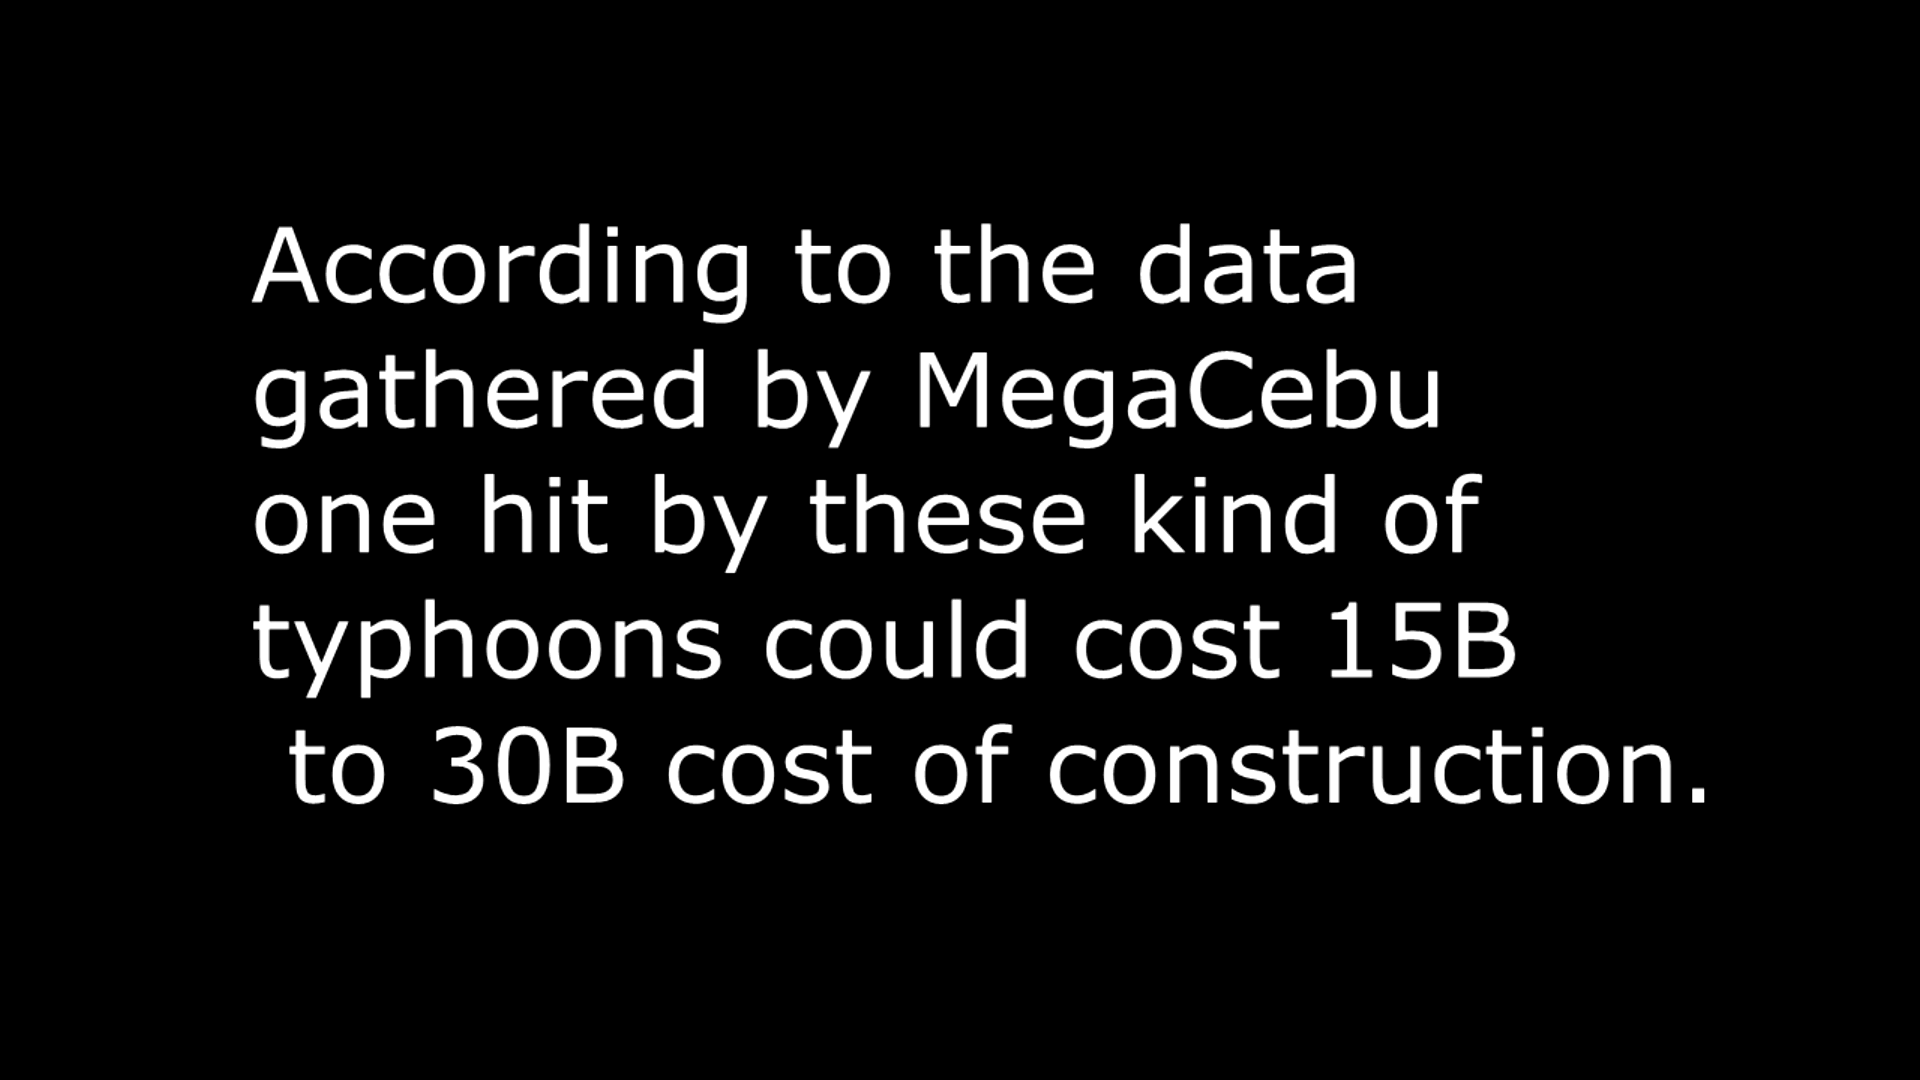 According to the data
gathered by MegaCebu
one hit by these kind of
typhoons could cost 15B
to 30B cost of construction.